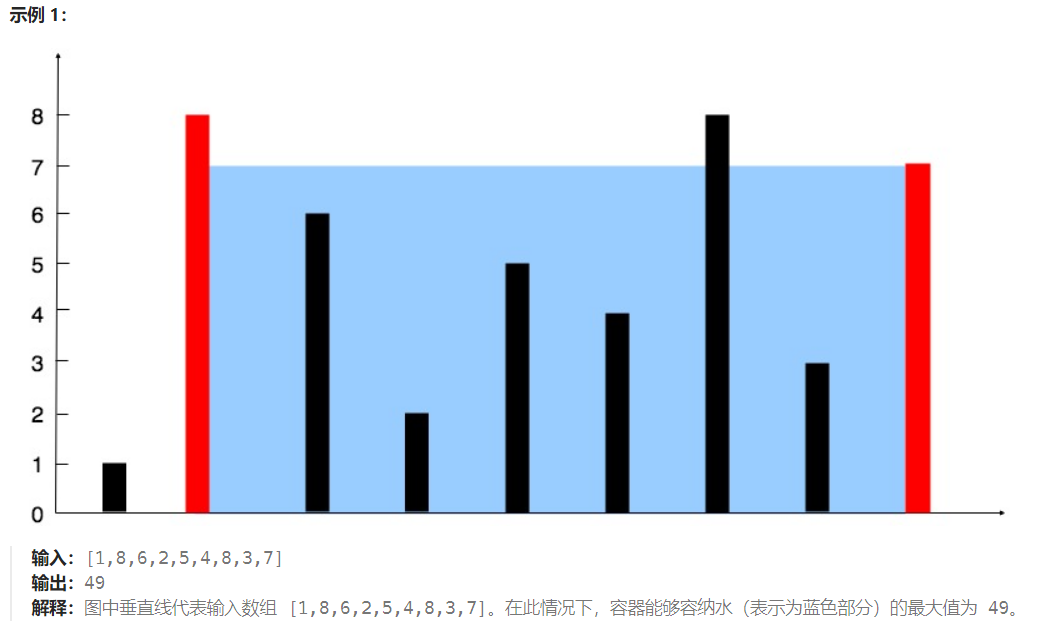 示例 1：
8
7
6
5
4
3
2
1
0
输入：[1,8,6,2,5,4,8,3,7]
输出：49
解释：图中垂直线代表输入数组 [1,8,6,2,5,4,8,3,7]。在此情况下，容器能够容纳水（表示为蓝色部分）的最大值为 49。